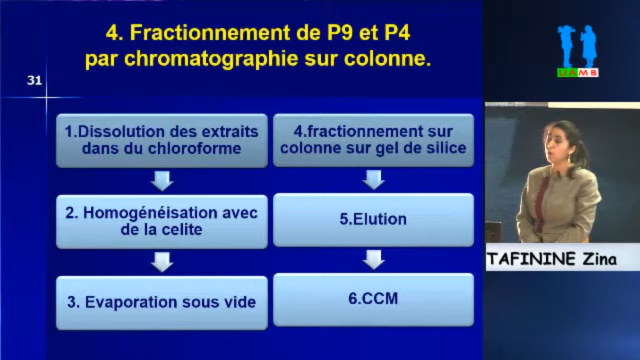 4. Fractionnement de P9 et P4
par chromatographie sur colonne.
31
1.Dissolution des extraits
dans du chloroforme
2. Homogénéisation avec
de la celite
3. Evaporation sous vide
4.fractionnement sur
colonne sur gel de silice
5.Elution
6.CCM
UAMB
TAFININE Zina